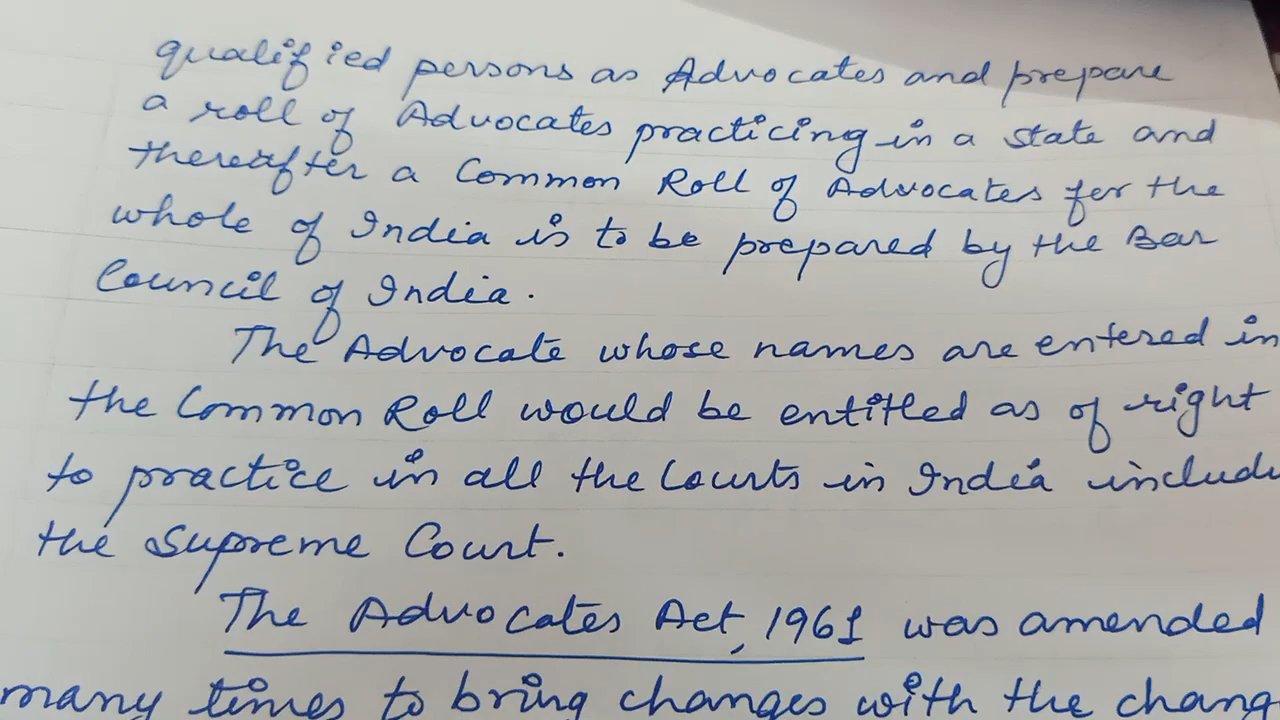 qualified persons as Advocates and prepare
a roll of Advocates practicing in a state and
thereafter a Common Roll of Advocates for the
whole of India is to be prepared by the Bar
Council of India.
The Advocate whose names are entered in
the Common Roll would be entitled as of right
to practice in all the Courts in India includ
the Supreme Court.
The Advocates Act, 1961 was amended
many times to bring changes with the chang